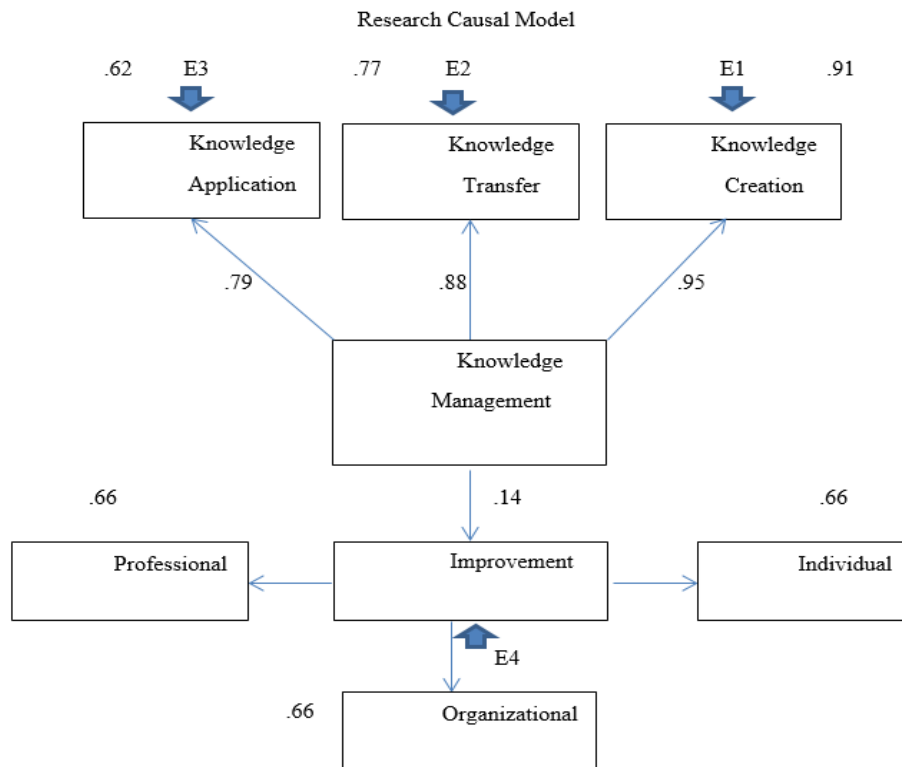 Research Causal Model
.62 E3 .77 E2 E1 .91
Knowledge
Application
Knowledge
Transfer
Knowledge
Creation
.79 .88 .95
Knowledge
Management
.66 .14 .66
Professional
Improvement
Individual
E4
.66
Organizational